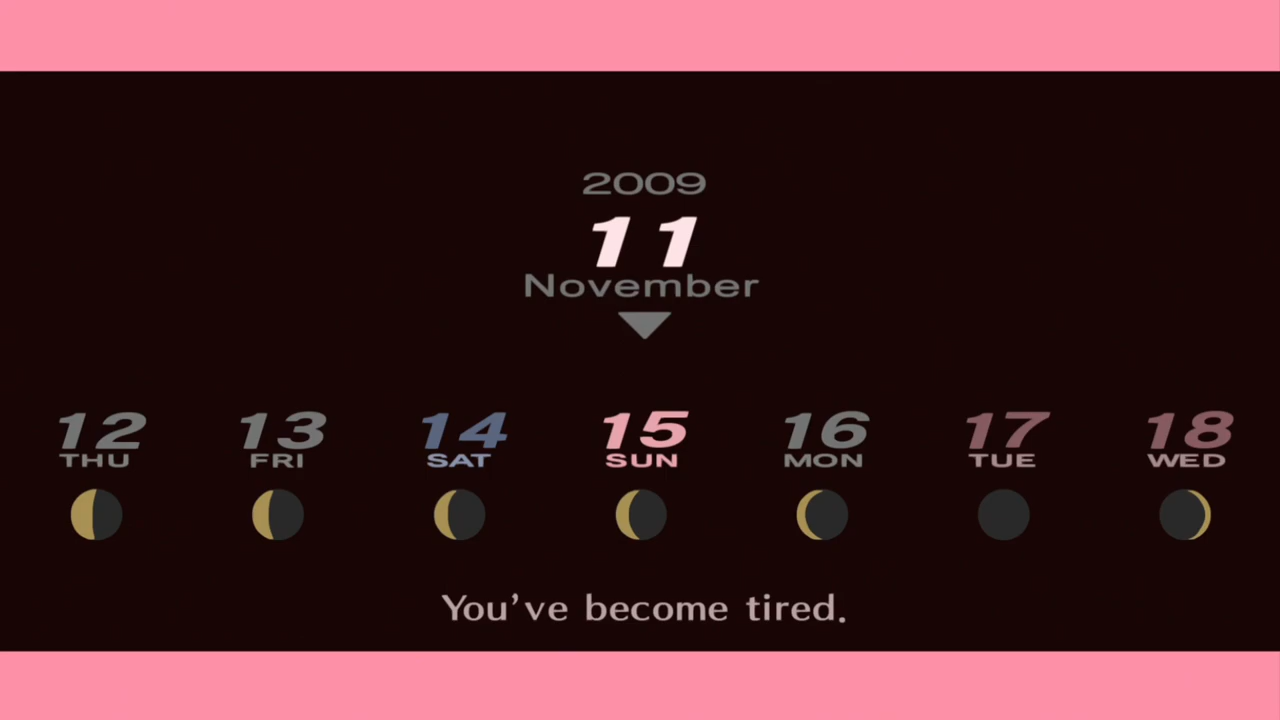 2009
11
November
12 13 14 15 16 17 18
THU FRI SAT SUN MON TUE WED
You've become tired.